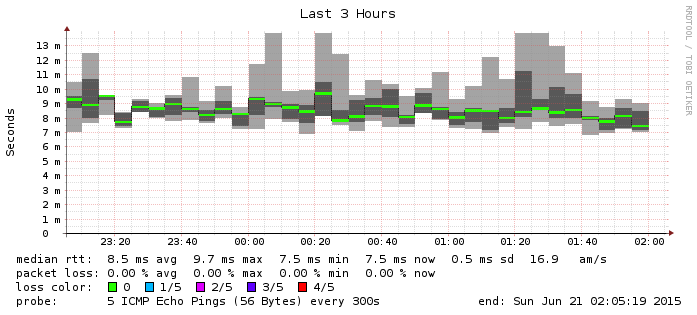 Last 3 Hours
RRDTOOL / TOBI OETIKER
Seconds
13 m
12 m
11 m
10 m
9 m
8 m
7 m
6 m
5 m
4 m
3 m
2 m
1 m
0
23:20 23:40 00:00 00:20 00:40 01:00 01:20 01:40 02:00
median rtt: 8.5 ms avg 9.7 ms max 7.5 ms min 7.5 ms now 0.5 ms sd 16.9 am/s
packet loss: 0.00 % avg 0.00 % max 0.00 % min 0.00 % now
loss color: 0 1/5 2/5 3/5 4/5
probe: 5 ICMP Echo Pings (56 Bytes) every 300s end: Sun Jun 21 02:05:19 2015